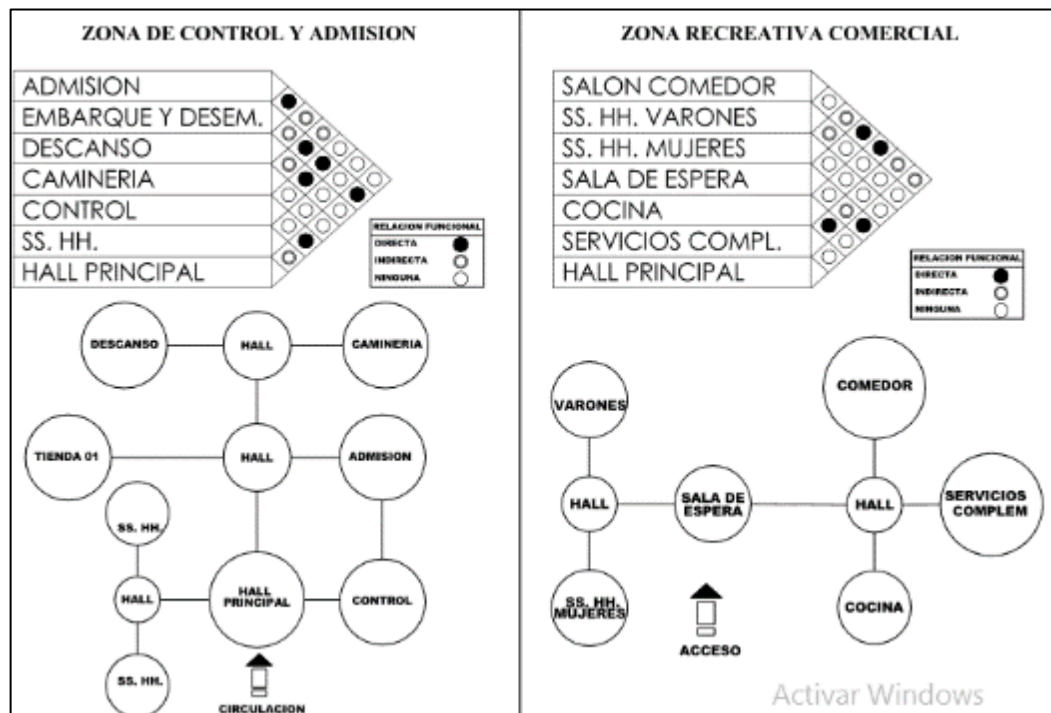 ZONA DE CONTROL Y ADMISION
ADMISION
EMBARQUE Y DESEM.
DESCANSO
CAMINERIA
CONTROL
SS. HH.
HALL PRINCIPAL
RELACION FUNCIONAL
DIRECTA
INDIRECTA
NINGUNA
DESCANSO
HALL
CAMINERIA
TIENDA 01
HALL
ADMISION
SS. HH.
HALL
HALL
PRINCIPAL
CONTROL
SS. HH.
CIRCULACION
ZONA RECREATIVA COMERCIAL
SALON COMEDOR
SS. HH. VARONES
SS. HH. MUJERES
SALA DE ESPERA
COCINA
SERVICIOS COMPL.
HALL PRINCIPAL
RELACION FUNCIONAL
DIRECTA
INDIRECTA
NINGUNA
VARONES
COMEDOR
HALL
SALA DE
ESPERA
HALL
SERVICIOS
COMPLEM
SS. HH.
MUJERES
COCINA
ACCESO
Activar Windows